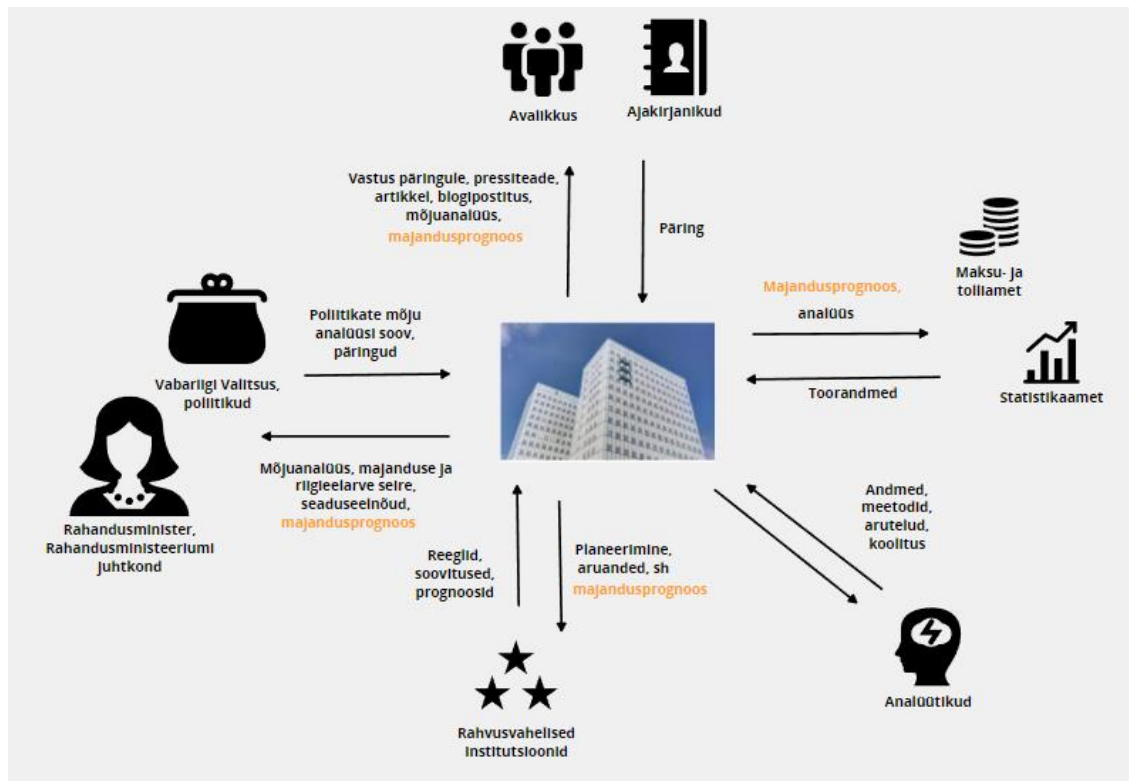 Avalikkus
Ajakirjanikud
Vastus päringule, pressiteade,
artikkel, blogipostitus,
mõjuanalüüs,
majandusprognoos
Päring
Maksu- ja
tolliamet
Majandusprognoos,
analüüs
Toorandmed
Statistikaamet
Poliitikate mõju
analüüsi soov,
päringud
Vabariigi Valitsus,
poliitikud
Mõjuanalüüs, majanduse ja
riigieelarve seire,
seaduseelnõud,
majandusprognoos
Rahandusminister,
Rahandusministeeriumi
juhtkond
Reeglid,
soovitused,
prognoosid
Planeerimine,
aruanded, sh
majandusprognoos
Andmed,
meetodid,
arutelud,
koolitus
Analüütikud
Rahvusvahelised
institutsioonid